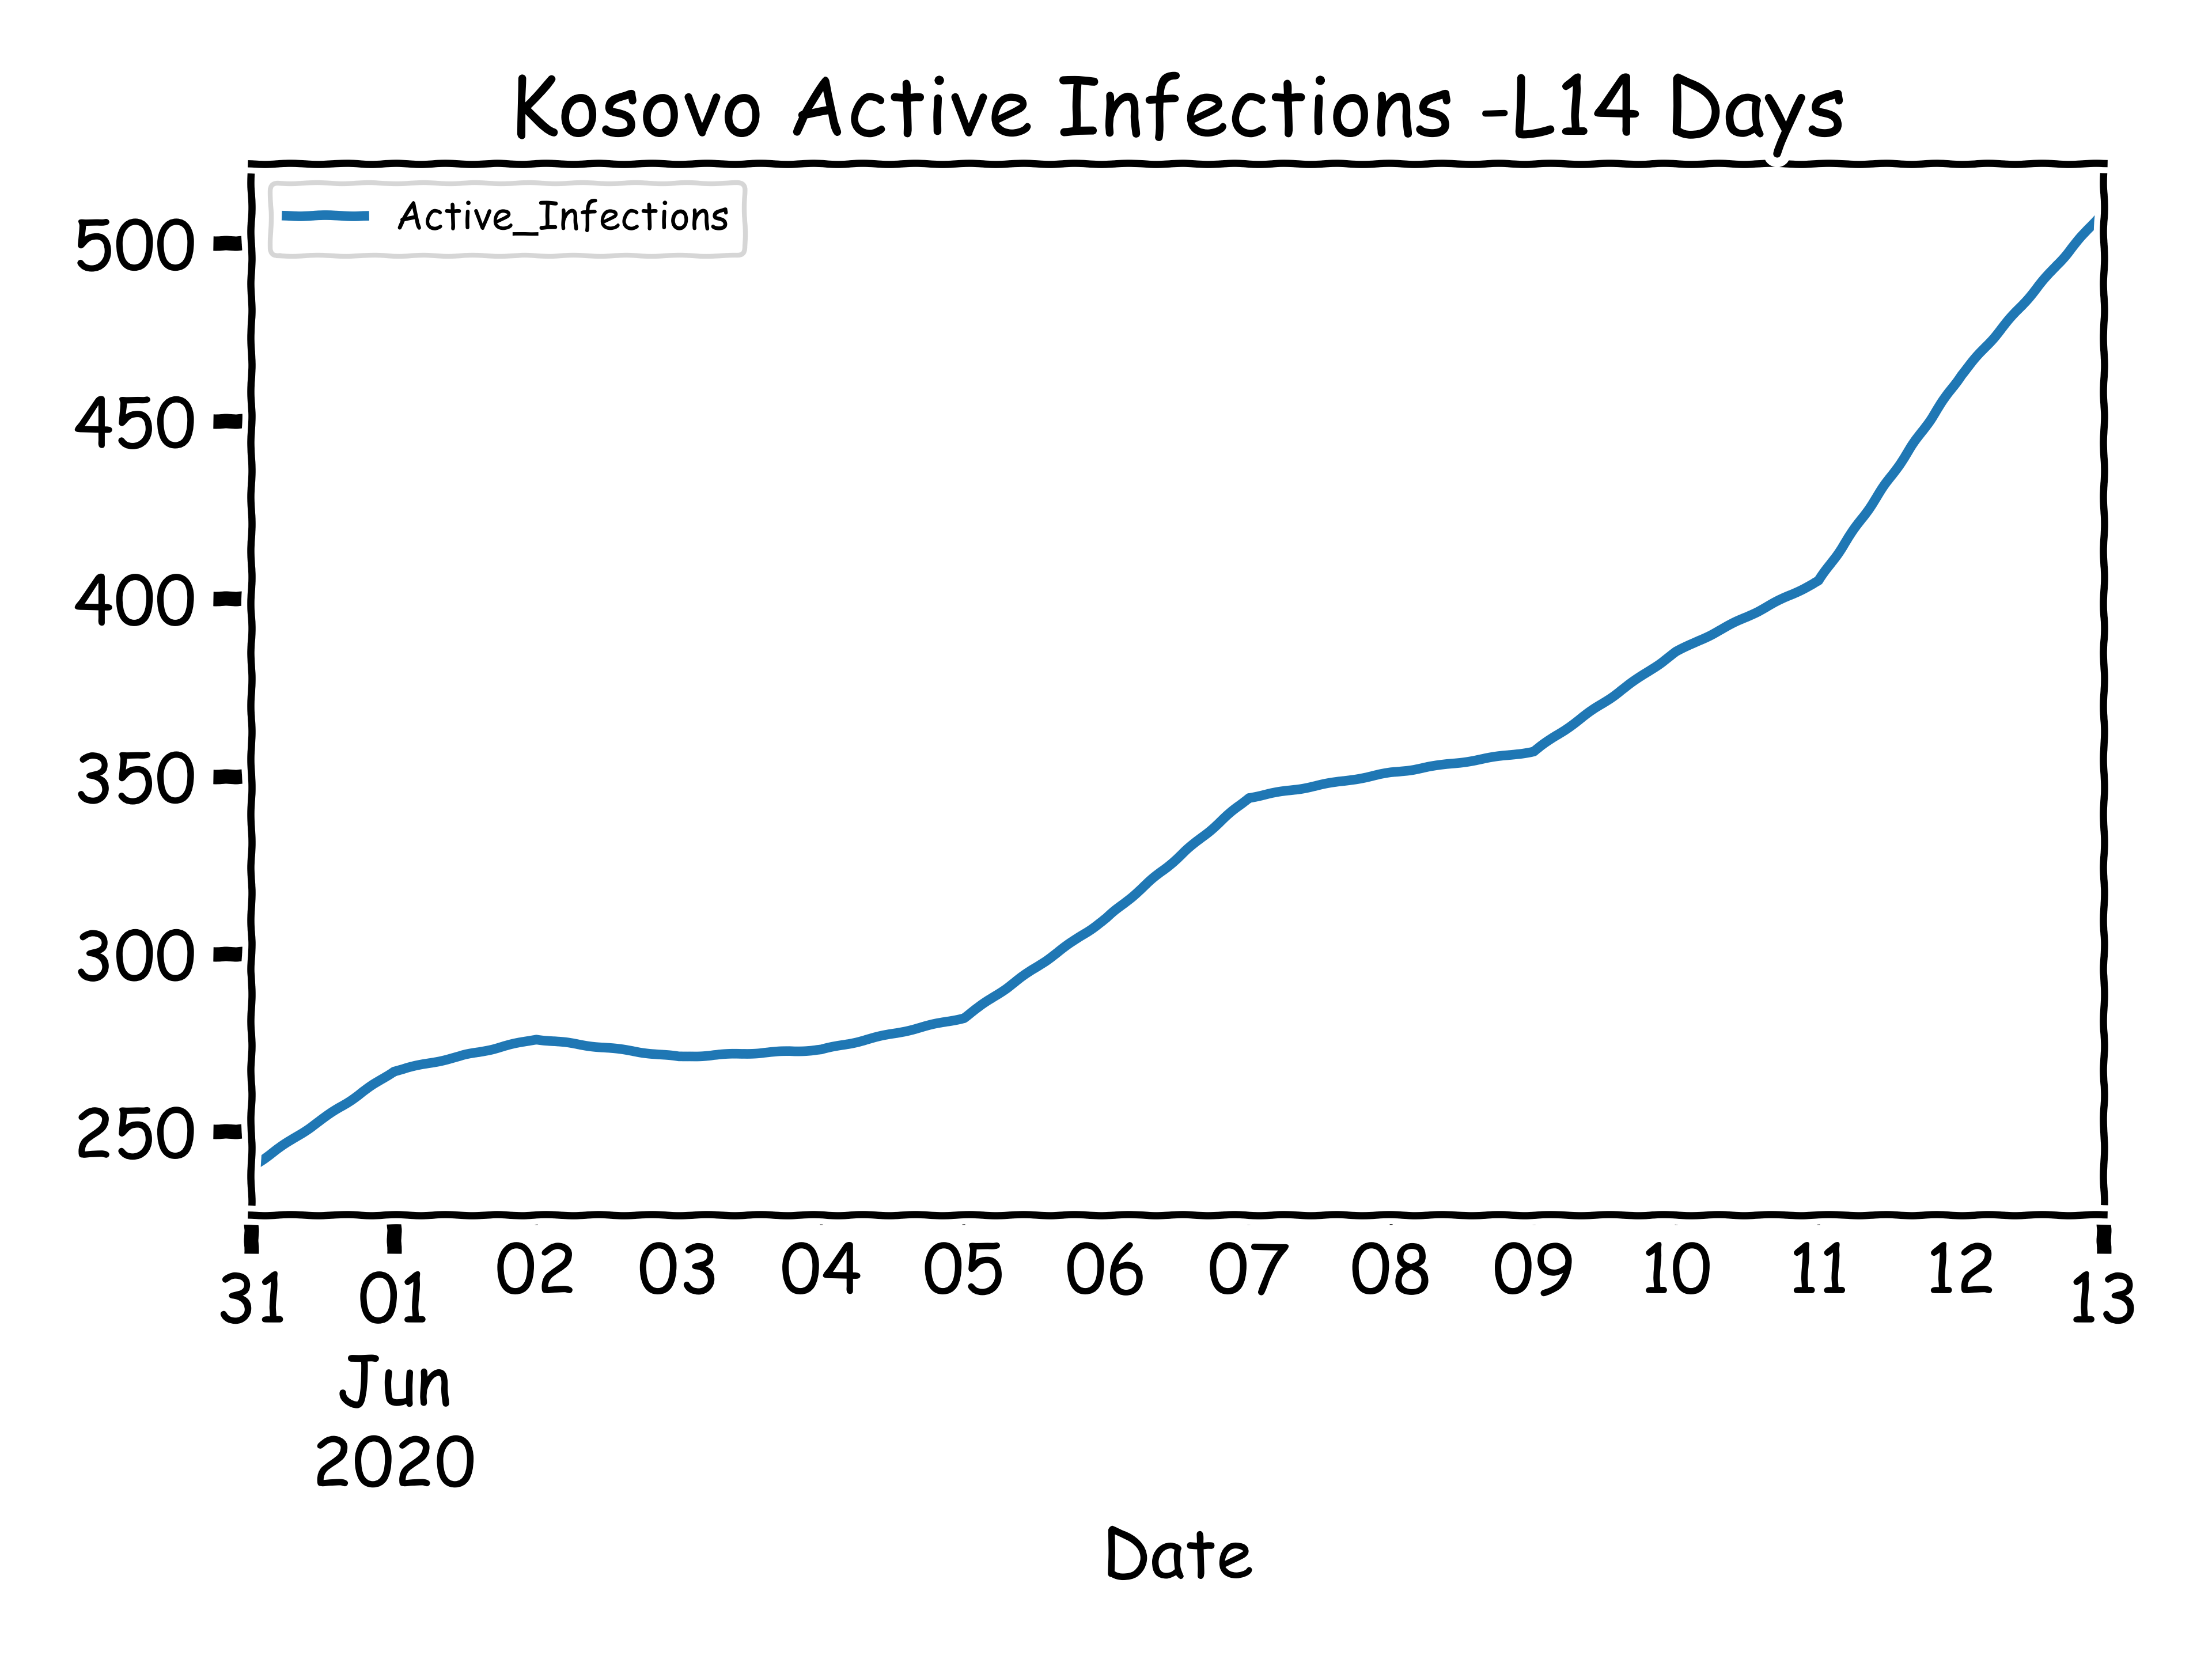 Kosovo Active Infections -L14 Days
Active_Infections
500
450
400
350
300
250
31 01 02 03 04 05 06 07 08 09 10 11 12 13
Jun
2020
Date